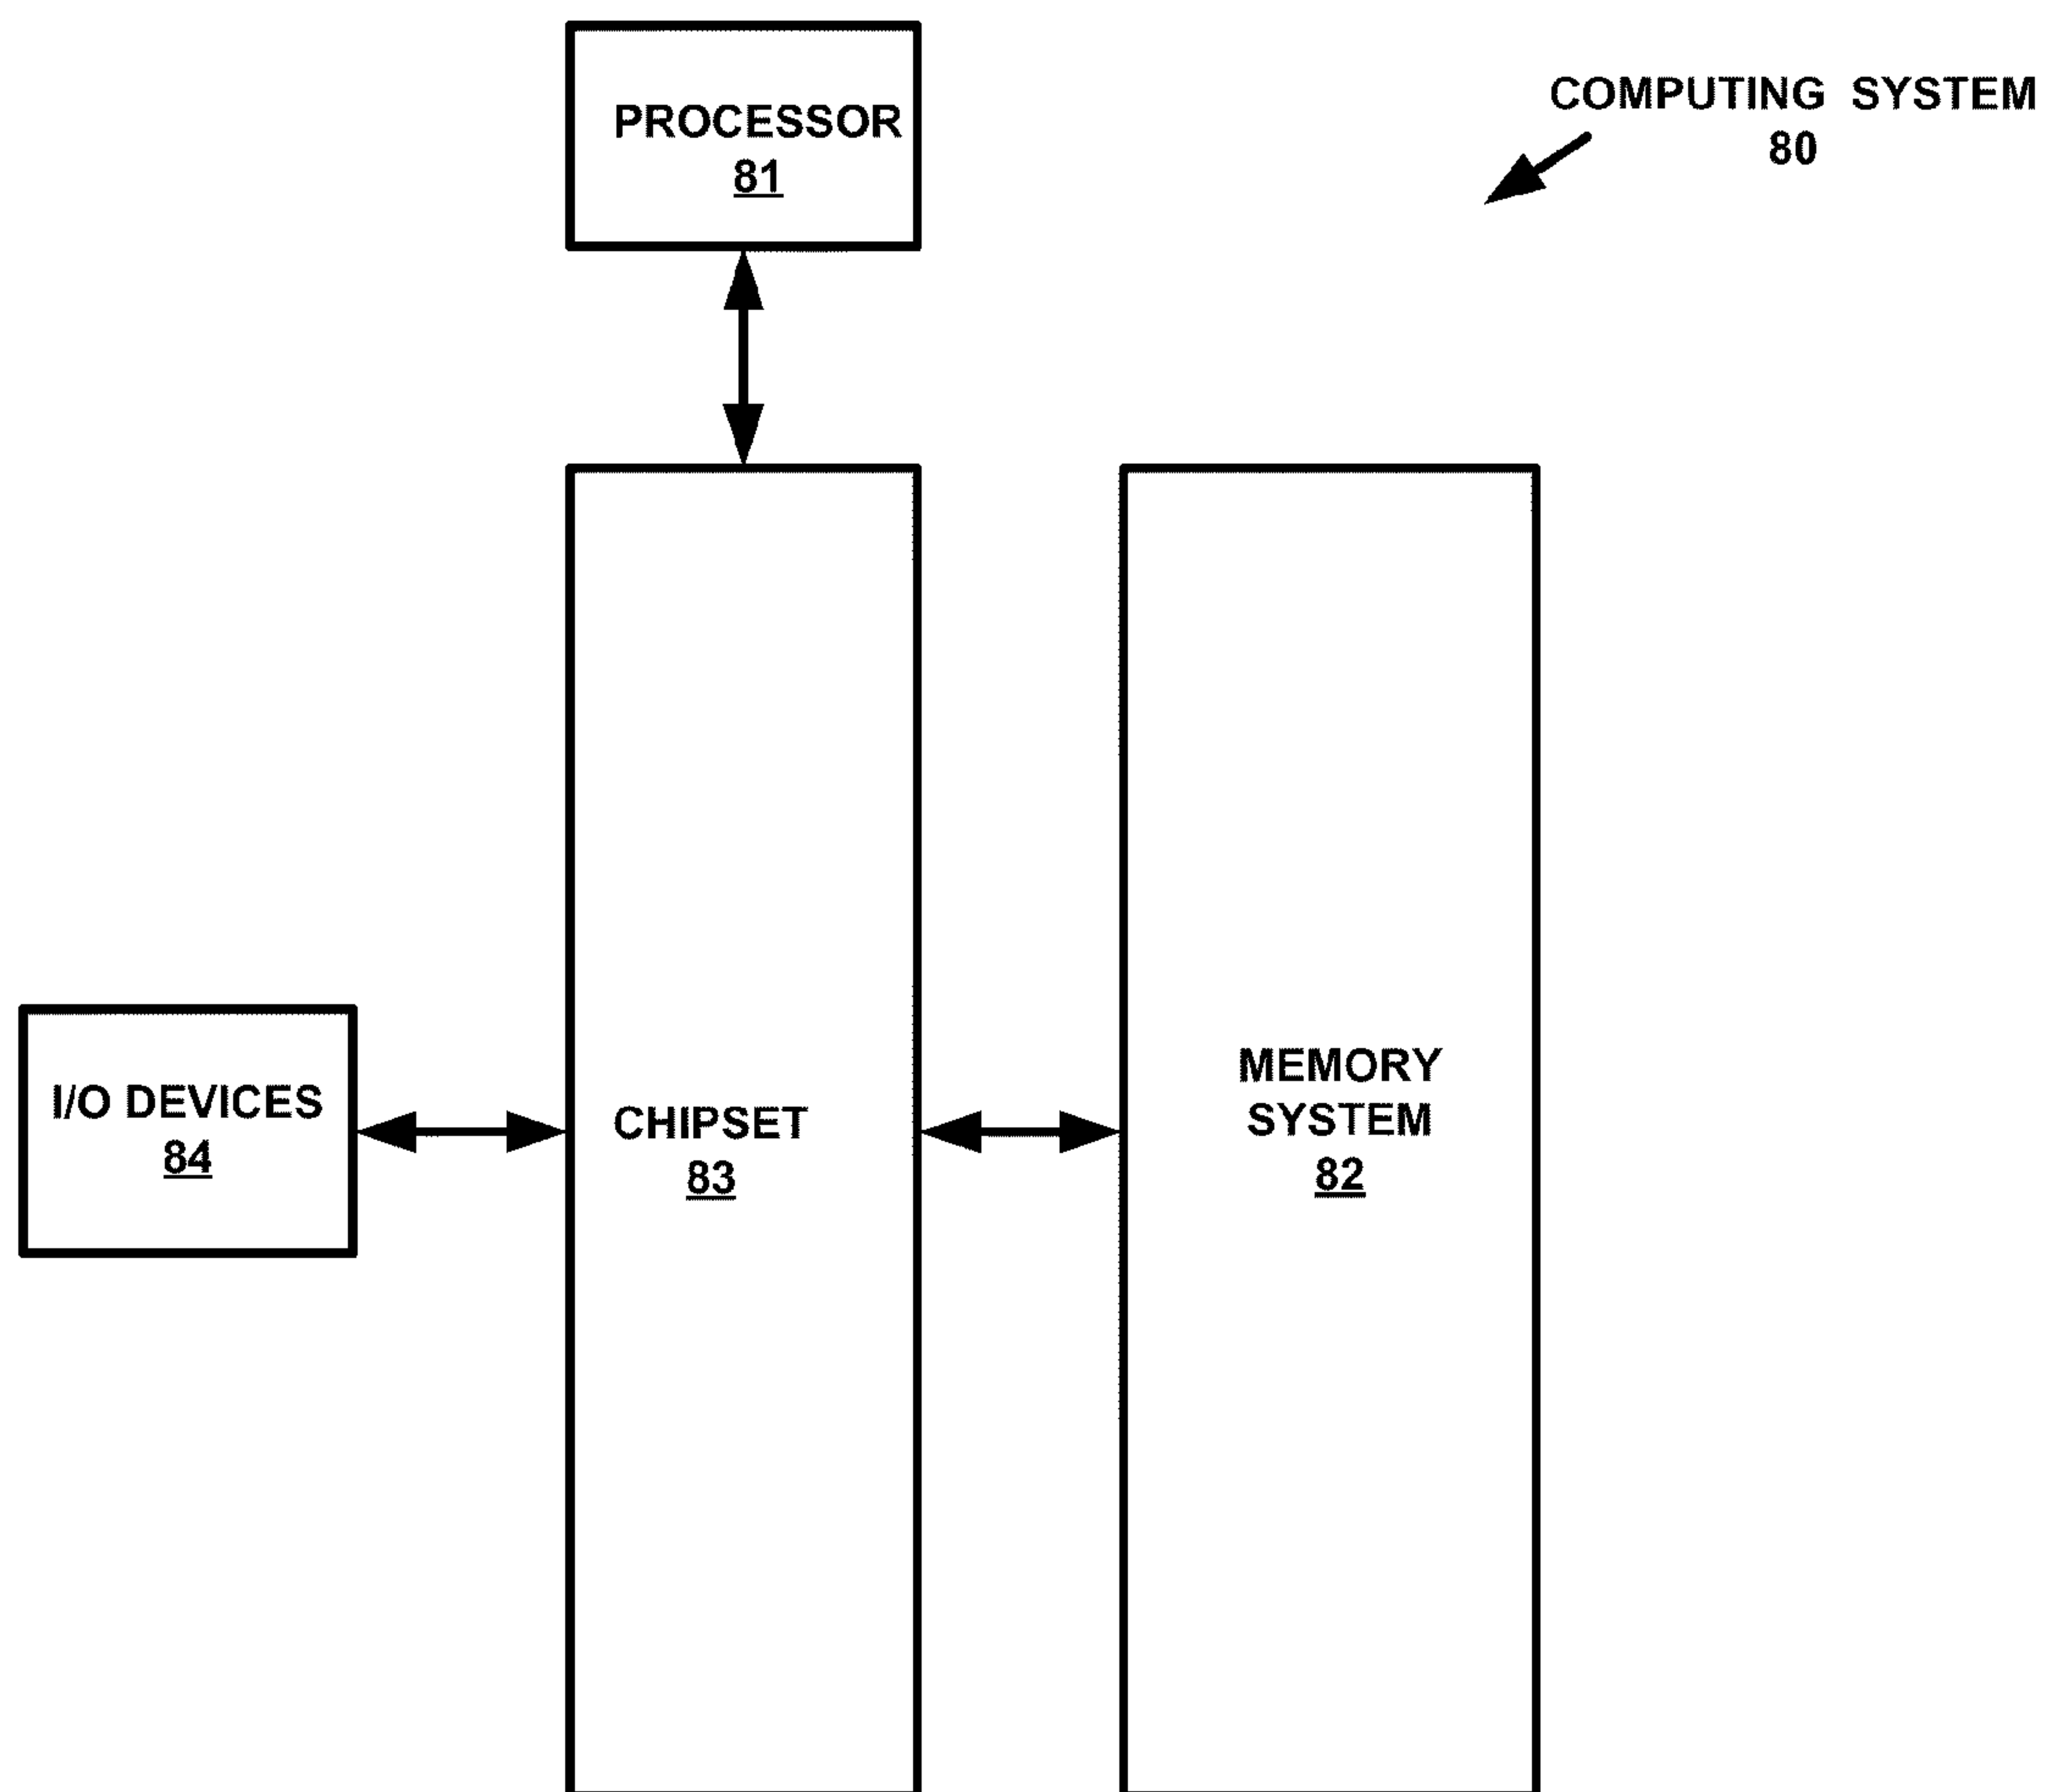 PROCESSOR
81
COMPUTING SYSTEM
80
I/O DEVICES
84
CHIPSET
83
MEMORY
SYSTEM
82